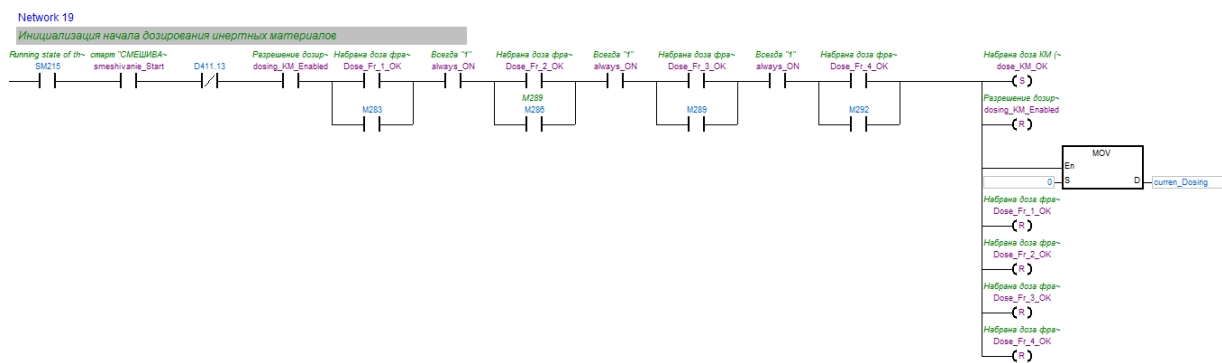 Network 19
Инициализация начала дозирования инертных материалов
Running state of th~ старт "СМЕШИВА~ Разрешение дозир~ Набрана доза фра~ Всегда "1" Набрана доза фра~ Всегда "1" Набрана доза фра~ Всегда "1" Набрана доза фра~ Набрана доза КМ (~
SM215 smeshivanie_Start D411.13 dosing_KM_Enabled Dose_Fr_1_OK always_ON Dose_Fr_2_OK always_ON Dose_Fr_3_OK always_ON Dose_Fr_4_OK dose_KM_OK
S
M289 Разрешение дозир~
M283 M286 M289 M292 dosing_KM_Enabled
R
MOV
En
0 S D curren_Dosing
Набрана доза фра~
Dose_Fr_1_OK
R
Набрана доза фра~
Dose_Fr_2_OK
R
Набрана доза фра~
Dose_Fr_3_OK
R
Набрана доза фра~
Dose_Fr_4_OK
R